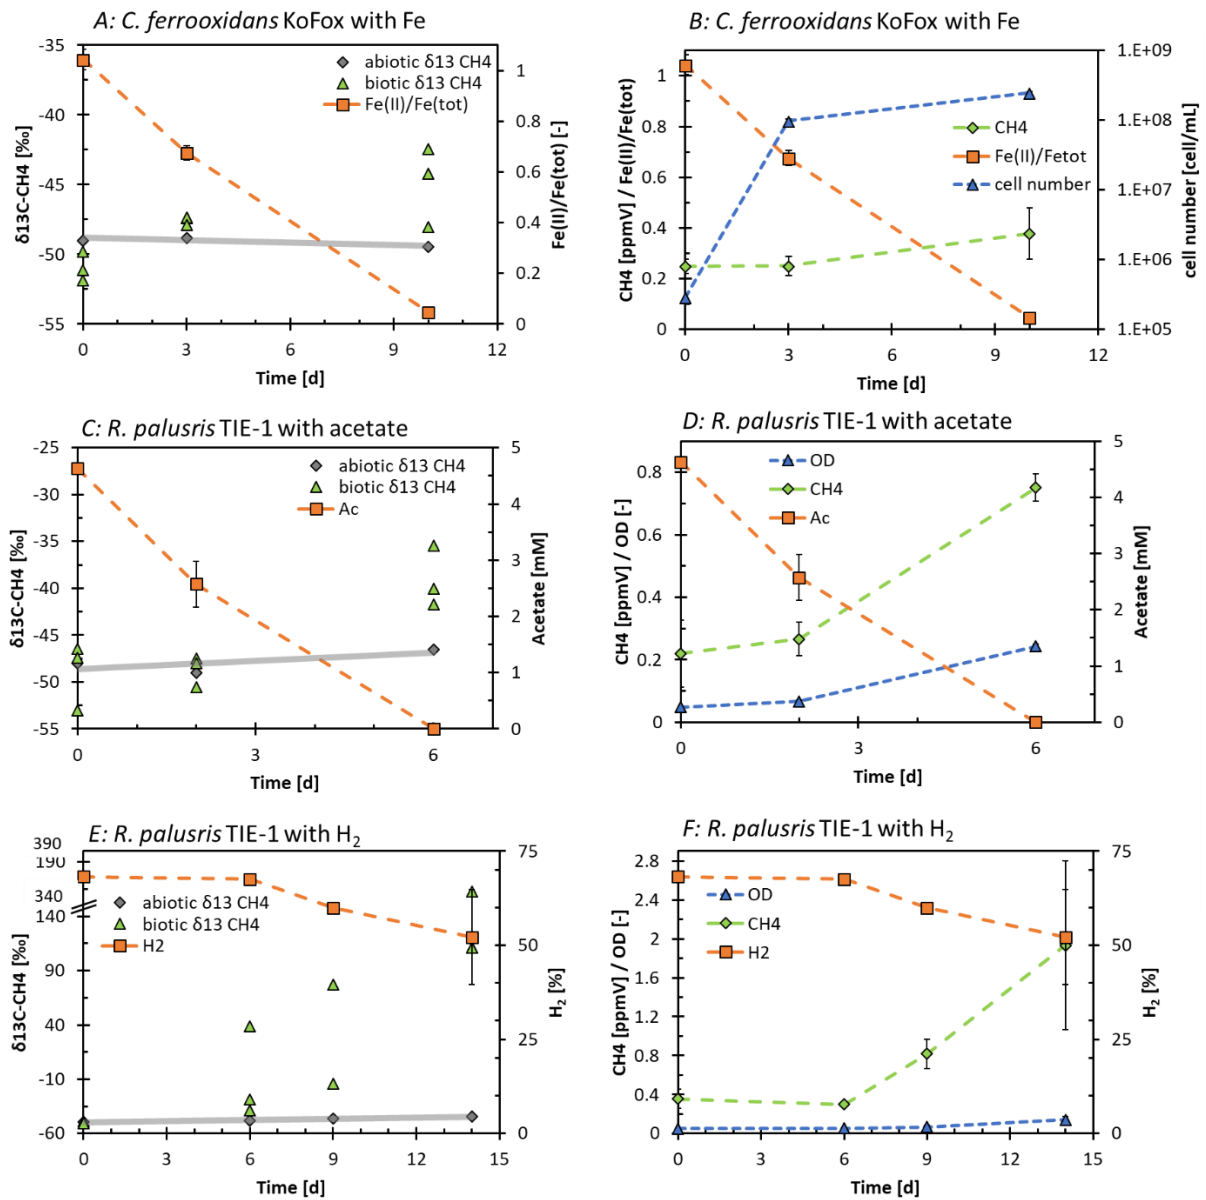 A: C. ferrooxidans KoFox with Fe
-35
-40
-45
-50
-55
δ13C-CH4 [‰]
abiotic δ13 CH4
biotic δ13 CH4
Fe(II)/Fe(tot)
1
0.8
0.6
0.4
0.2
0
Fe(II)/Fe(tot) [-]
0 3 6 9 12
Time [d]
B: C. ferrooxidans KoFox with Fe
1
0.8
0.6
0.4
0.2
0
CH4 [ppmV] / Fe(II)/Fe(tot)
CH4
Fe(II)/Fetot
cell number
1.E+09
1.E+08
1.E+07
1.E+06
1.E+05
cell number [cell/mL]
0 3 6 9 12
Time [d]
C: R. palusris TIE-1 with acetate
-25
-30
-35
-40
-45
-50
-55
δ13C-CH4 [‰]
abiotic δ13 CH4
biotic δ13 CH4
Ac
5
4
3
2
1
0
Acetate [mM]
0 3 6
Time [d]
D: R. palusris TIE-1 with acetate
0.8
0.6
0.4
0.2
0
CH4 [ppmV] / OD [-]
OD
CH4
Ac
5
4
3
2
1
0
Acetate [mM]
0 3 6
Time [d]
E: R. palusris TIE-1 with H2
390
190
340
140
90
40
-10
-60
δ13C-CH4 [‰]
abiotic δ13 CH4
biotic δ13 CH4
H2
75
50
25
0
H2 [%]
0 3 6 9 12 15
Time [d]
F: R. palusris TIE-1 with H2
2.8
2.4
2
1.6
1.2
0.8
0.4
0
CH4 [ppmV] / OD [-]
OD
CH4
H2
75
50
25
0
H2 [%]
0 3 6 9 12 15
Time [d]